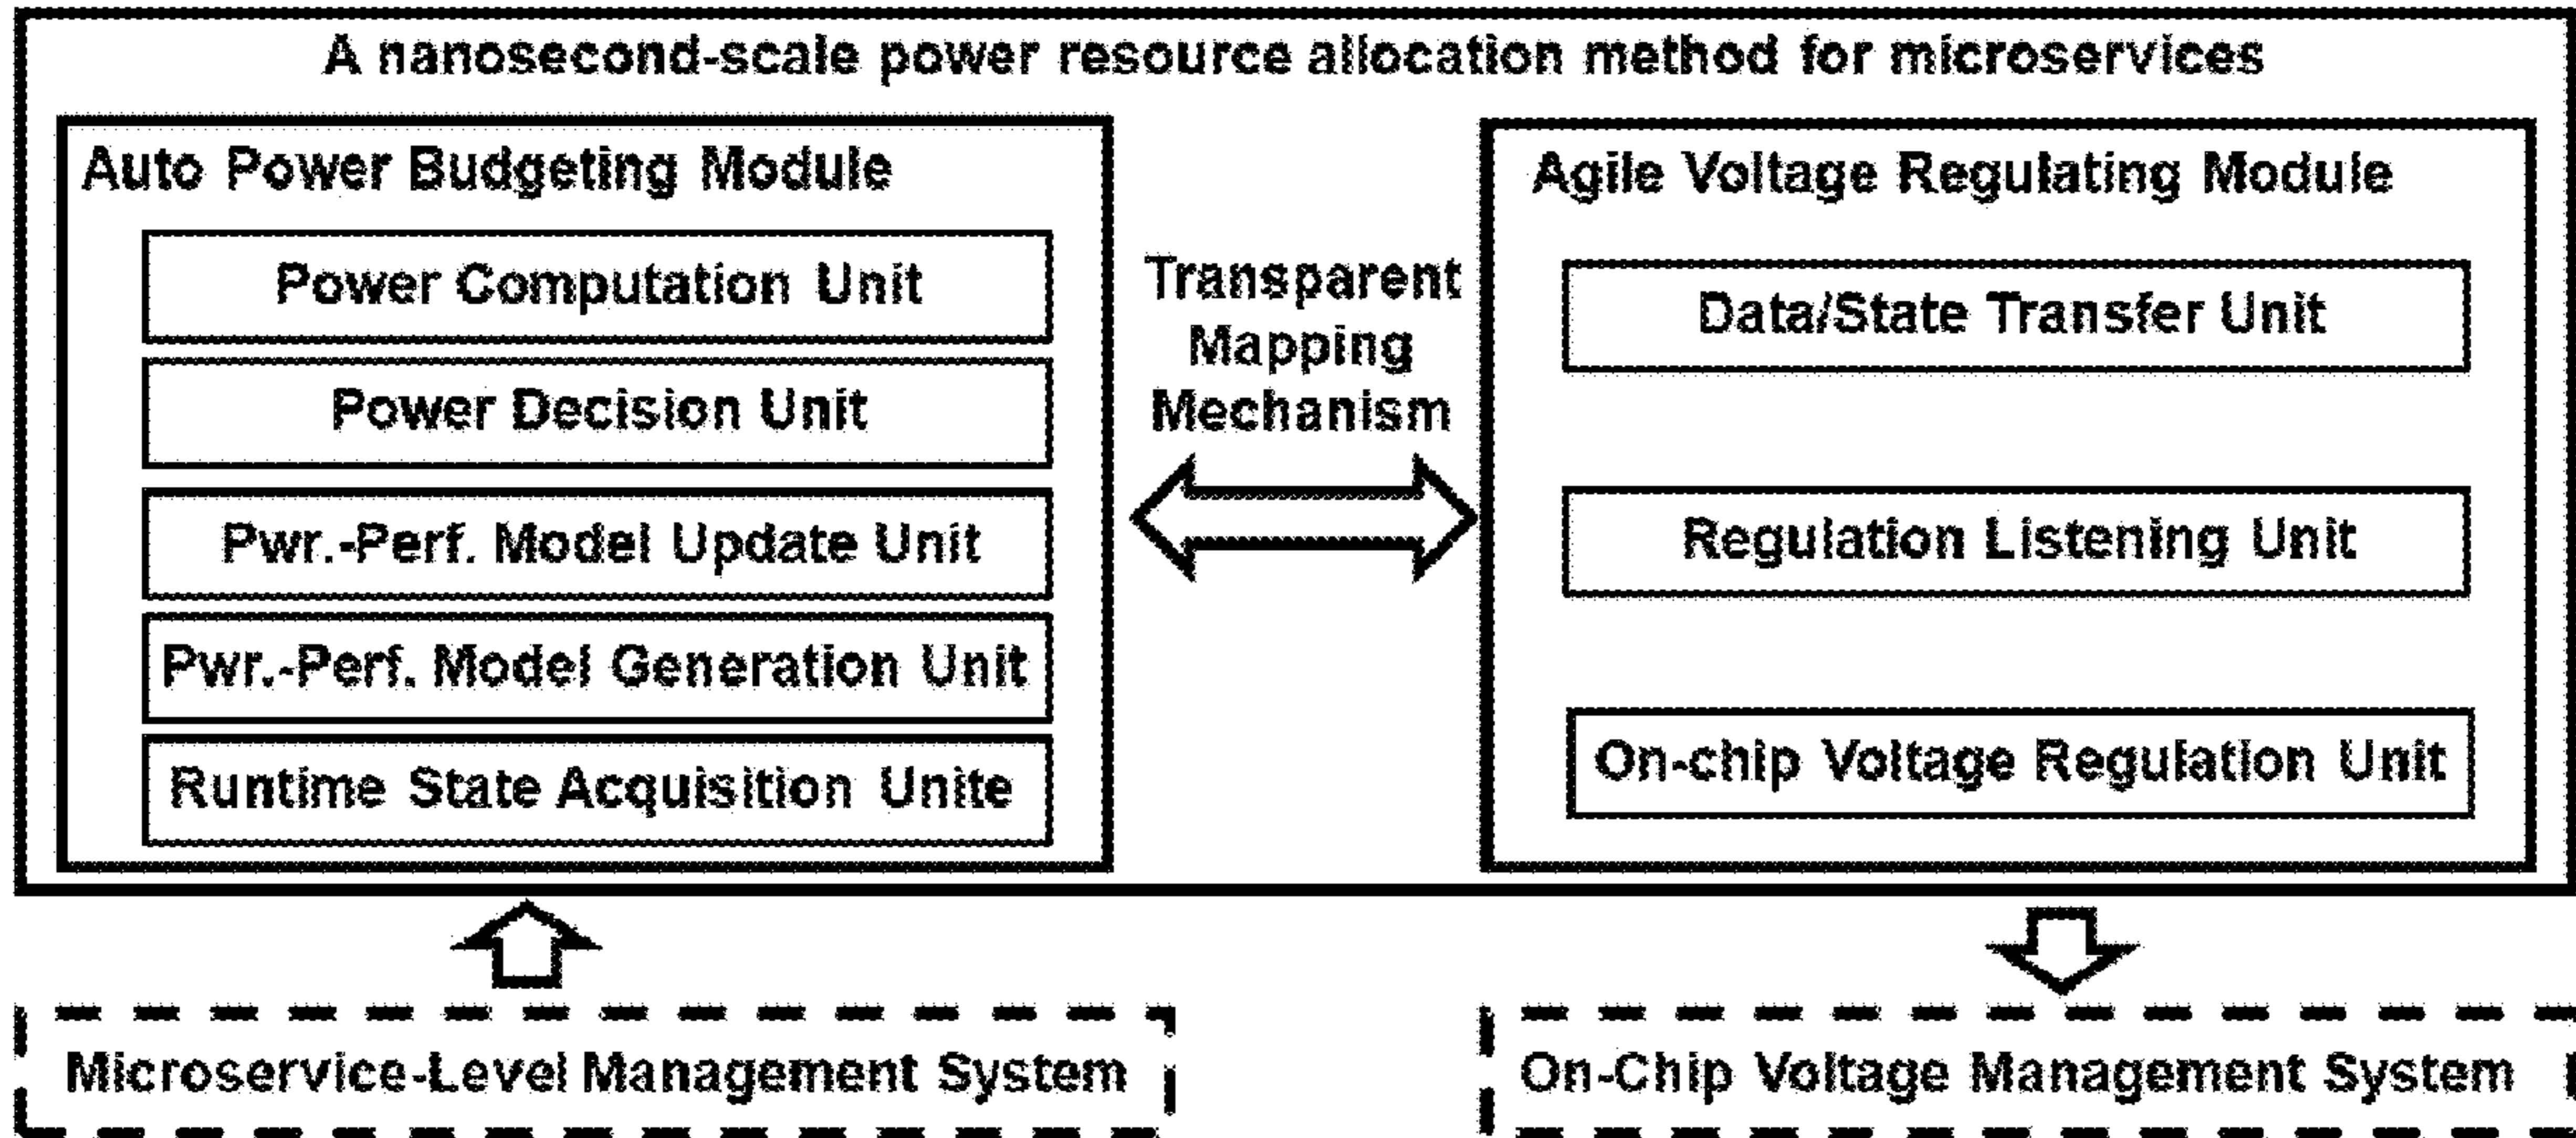 A nanosecond-scale power resource allocation method for microservices
Auto Power Budgeting Module
Power Computation Unit
Power Decision Unit
Pwr.-Perf. Model Update Unit
Pwr.-Perf. Model Generation Unit
Runtime State Acquisition Unite
Transparent
Mapping
Mechanism
Agile Voltage Regulating Module
Data/State Transfer Unit
Regulation Listening Unit
On-chip Voltage Regulation Unit
Microservice-Level Management System
On-Chip Voltage Management System